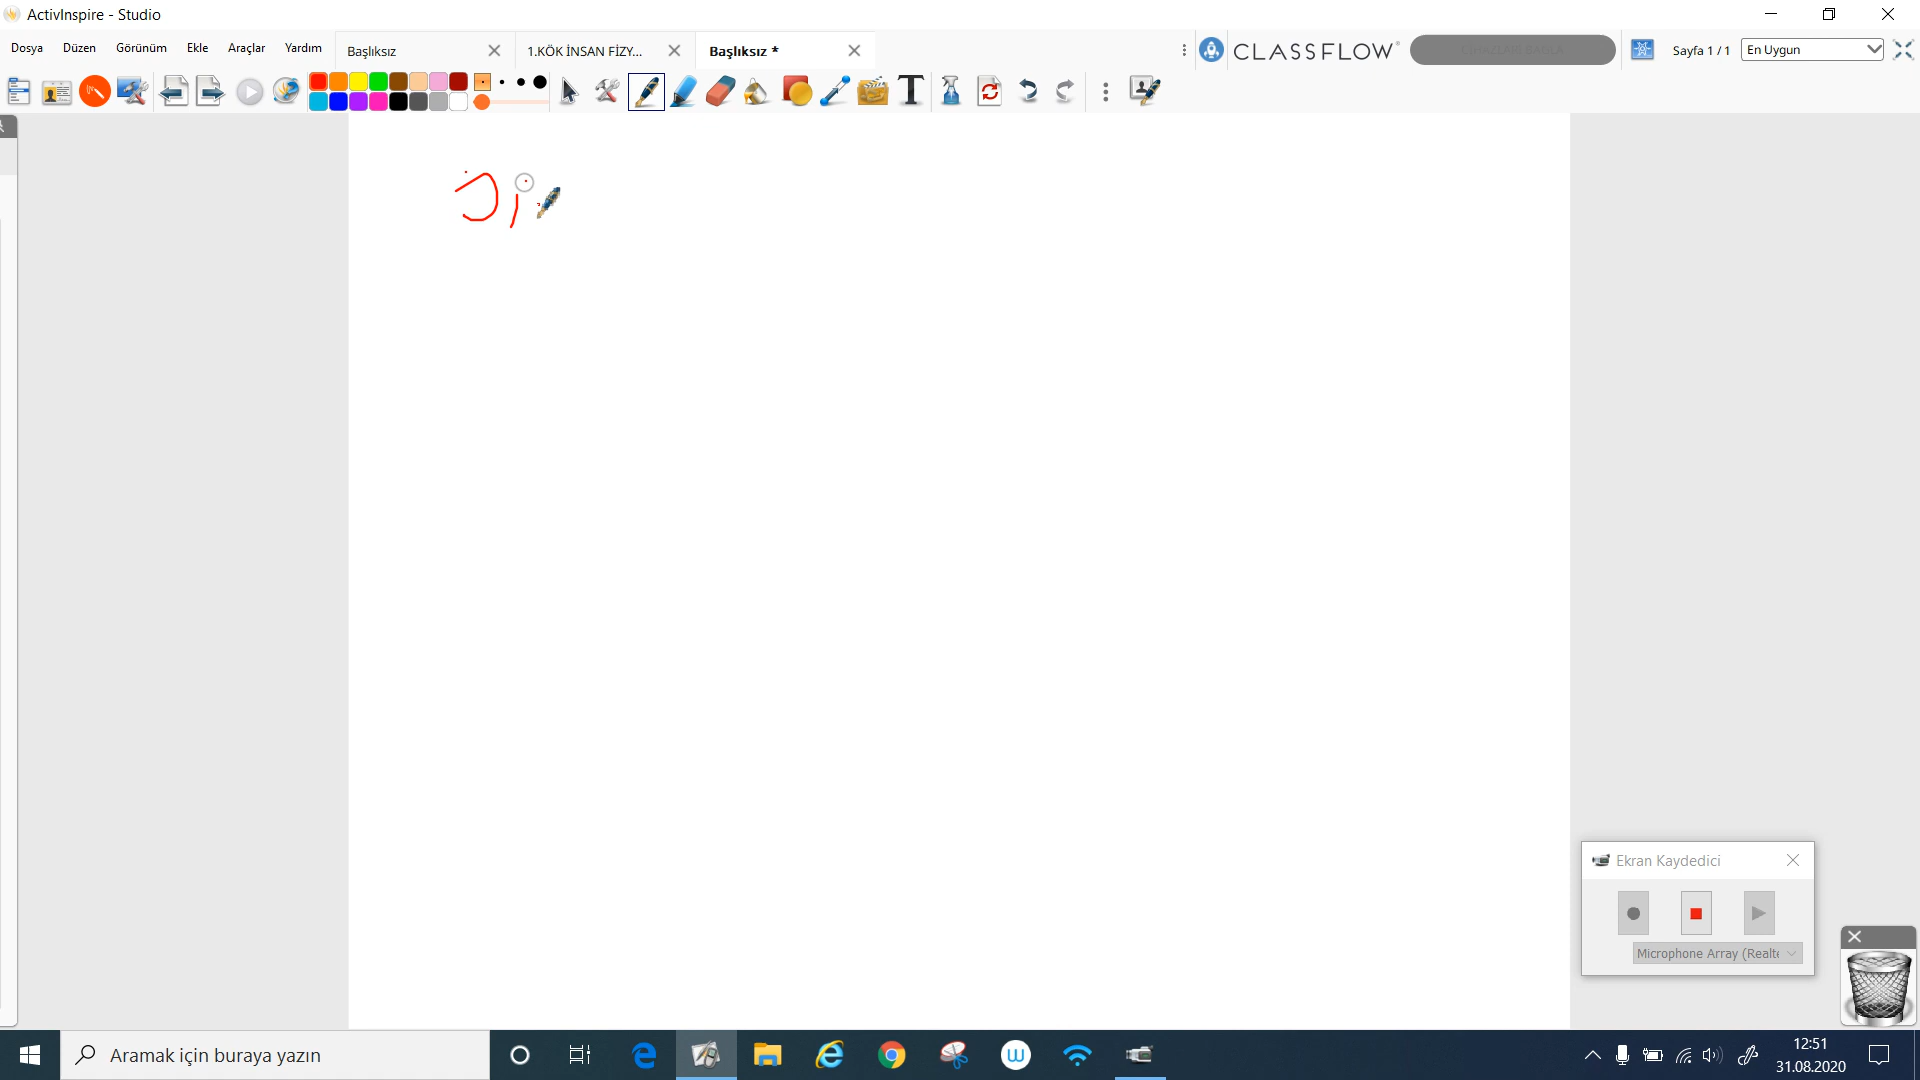 ActivInspire - Studio
Dosya Düzen Görünüm Ekle Araçlar Yardım
Başlıksız
1.KÖK İNSAN FİZY...
Başlıksız *
CLASSFLOW
Sayfa 1 / 1
En Uygun
T
Ekran Kaydedici
Microphone Array (Realte
Aramak için buraya yazın
12:51
31.08.2020